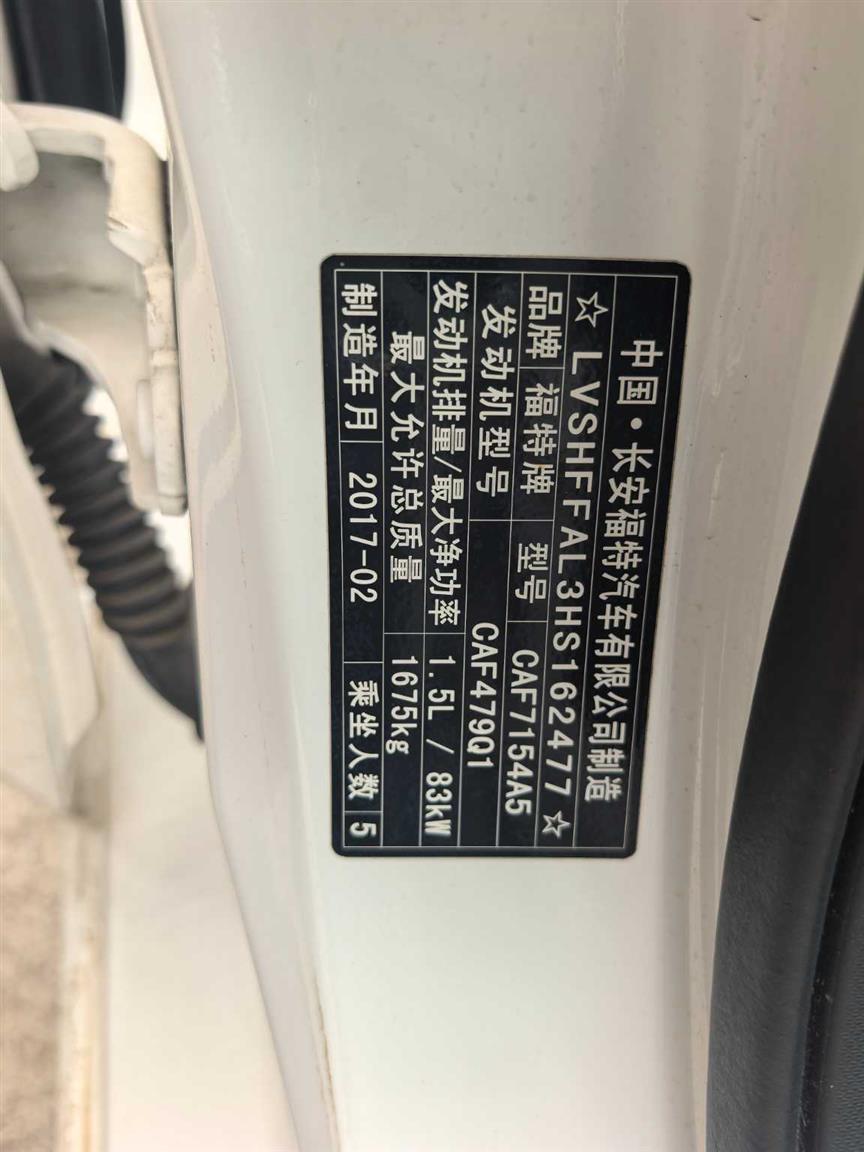 中国·长安福特汽车有限公司制造
☆ LVSHFFAL3HS162477 ☆
品牌 福特牌 型号 CAF7154A5
发动机型号 CAF479Q1
发动机排量/最大净功率 1.5L / 83kW
最大允许总质量 1675kg
制造年月 2017-02 乘坐人数 5